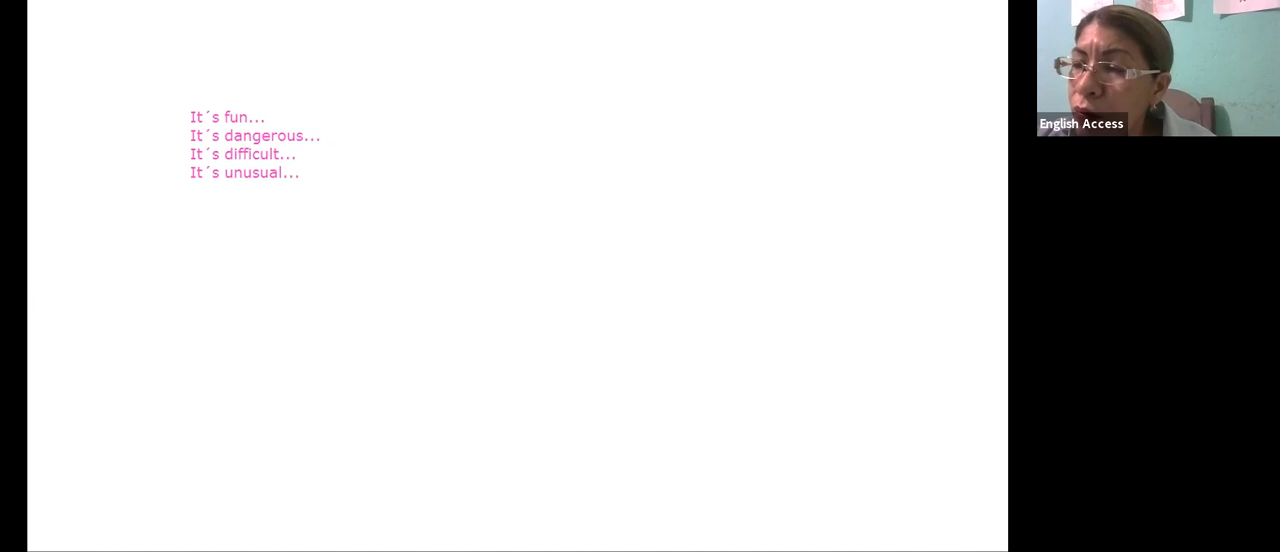 It´s fun...
It´s dangerous...
It´s difficult...
It´s unusual...
English Access